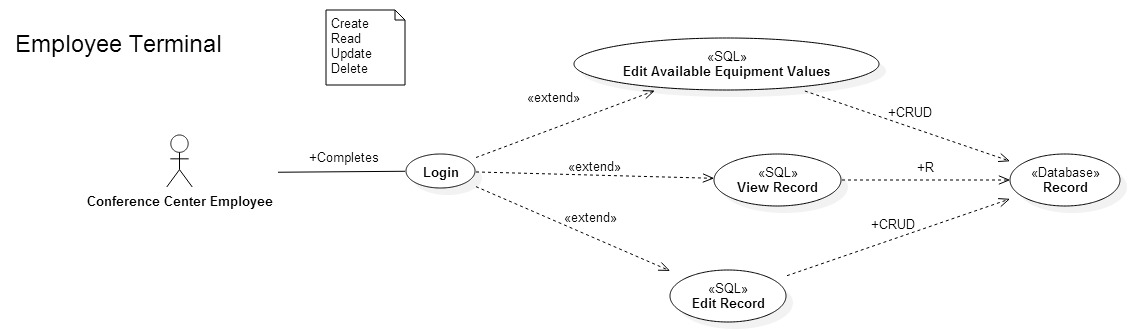 Employee Terminal
Create
Read
Update
Delete
«SQL»
Edit Available Equipment Values
«extend»
+CRUD
+Completes
Login
«extend»
«SQL»
View Record
+R
«Database»
Record
Conference Center Employee
«extend»
+CRUD
«SQL»
Edit Record